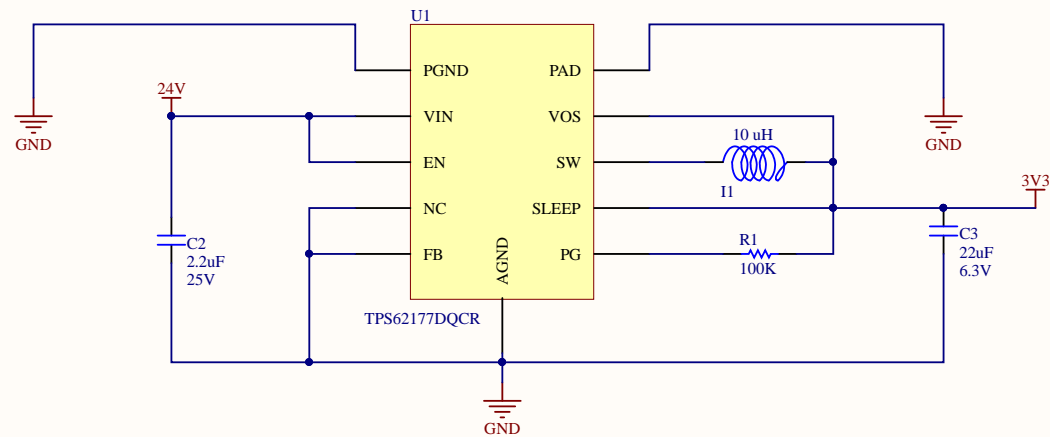 U1
PGND
PAD
24V
VIN
VOS
GND
GND
10 uH
EN
SW
I1
3V3
NC
SLEEP
C2
2.2uF
25V
FB
AGND
PG
R1
100K
C3
22uF
6.3V
TPS62177DQCR
GND